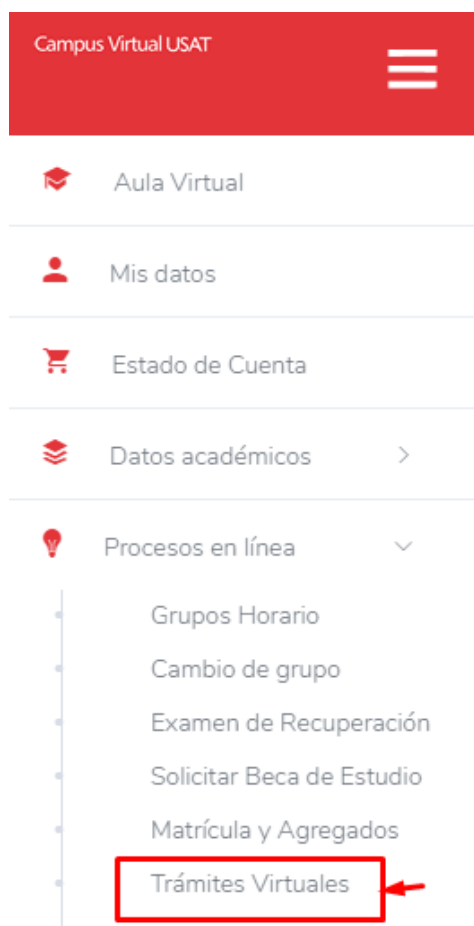 Campus Virtual USAT
Aula Virtual
Mis datos
Estado de Cuenta
Datos académicos
Procesos en línea
Grupos Horario
Cambio de grupo
Examen de Recuperación
Solicitar Beca de Estudio
Matrícula y Agregados
Trámites Virtuales